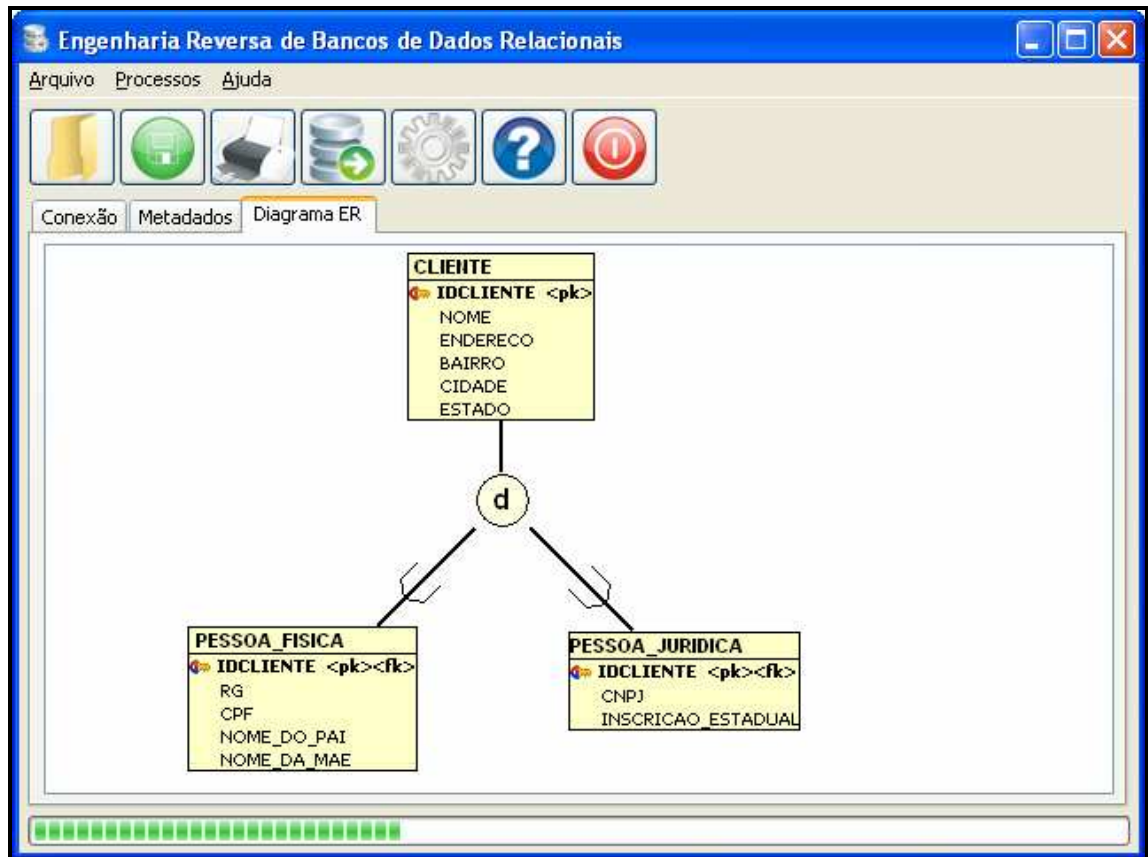 Engenharia Reversa de Bancos de Dados Relacionais
Arquivo Processos Ajuda
Conexão Metadados Diagrama ER
CLIENTE
IDCLIENTE <pk>
NOME
ENDERECO
BAIRRO
CIDADE
ESTADO
d
PESSOA_FISICA
IDCLIENTE <pk><fk>
RG
CPF
NOME_DO_PAI
NOME_DA_MAE
PESSOA_JURIDICA
IDCLIENTE <pk><fk>
CNPJ
INSCRICAO_ESTADUAL